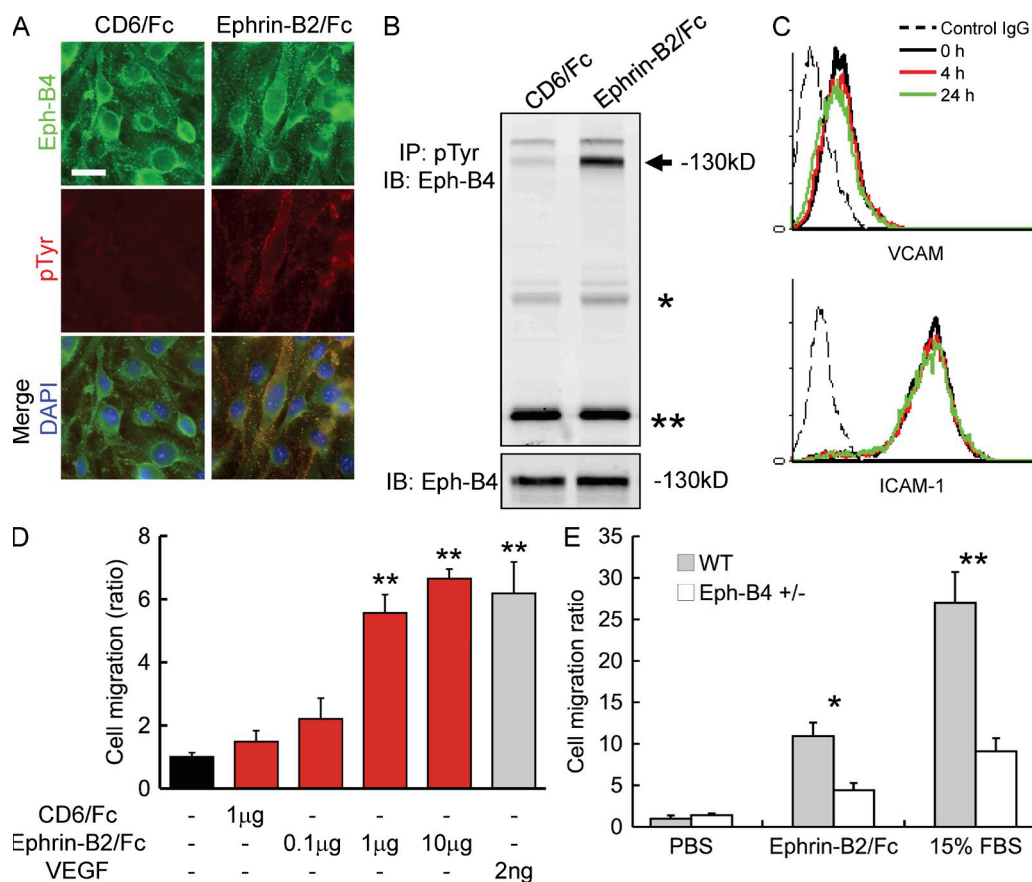 A
CD6/Fc Ephrin-B2/Fc
Eph-B4
pTyr
Merge
DAPI
B
CD6/Fc
Ephrin-B2/Fc
IP: pTyr
IB: Eph-B4
-130kD
*
**
IB: Eph-B4
-130kD
C
Control IgG
0 h
4 h
24 h
0
VCAM
0
ICAM-1
D
Cell migration (ratio)
8
6
4
2
0
** ** **
CD6/Fc - 1μg - - - -
Ephrin-B2/Fc - - 0.1μg 1μg 10μg -
VEGF - - - - - 2ng
E
Cell migration ratio
35
30
25
20
15
10
5
0
WT
Eph-B4 +/-
*
**
PBS Ephrin-B2/Fc 15% FBS